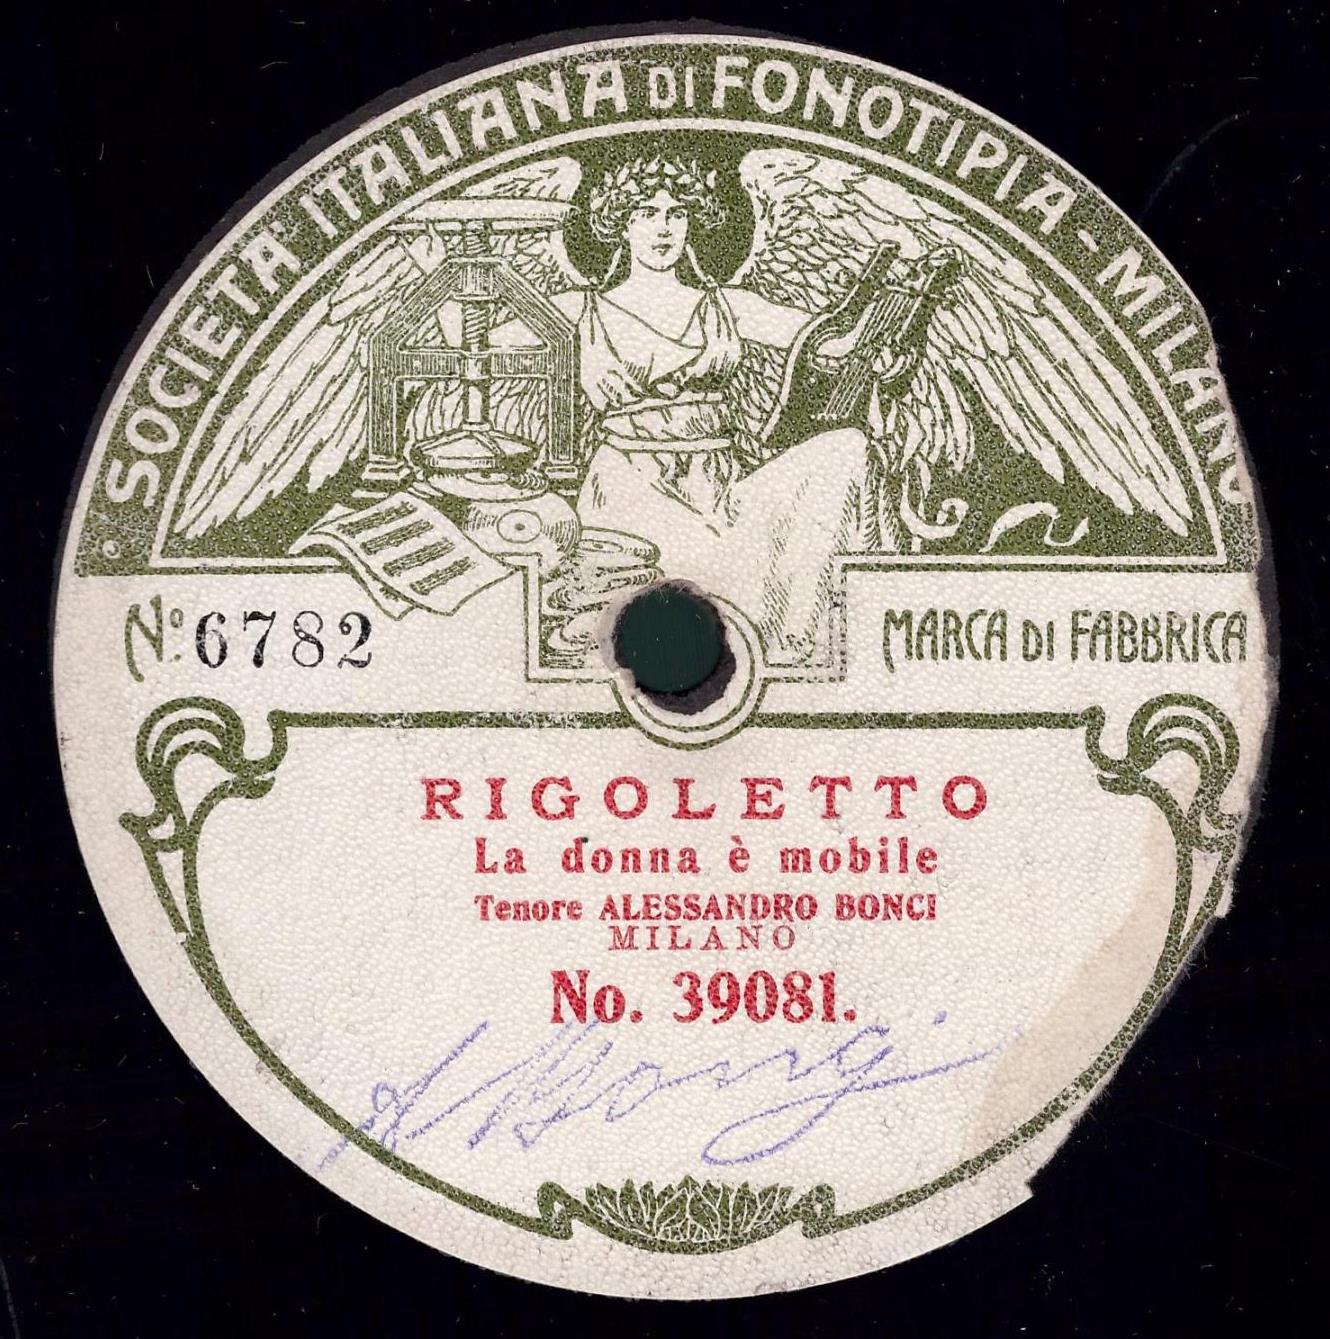 SOCIETA' ITALIANA DI FONOTIPIA - MILANO
Nº 6782
MARCA DI FABBRICA
RIGOLETTO
La donna è mobile
Tenore ALESSANDRO BONCI
MILANO
No. 39081.